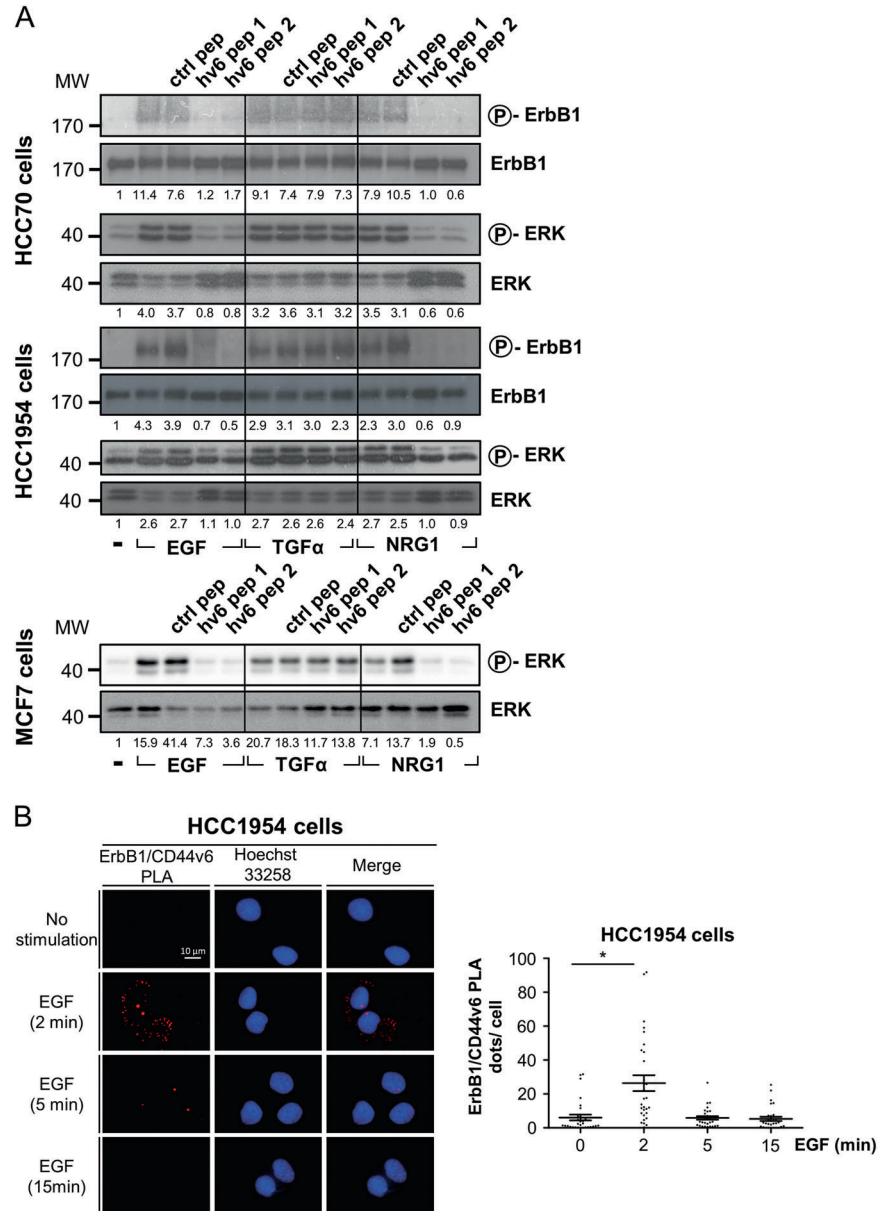 A
ctrl pep hv6 pep 1 hv6 pep 2 ctrl pep hv6 pep 1 hv6 pep 2 ctrl pep hv6 pep 1 hv6 pep 2
MW
HCC70 cells
170 P - ErbB1
170 ErbB1
1 11.4 7.6 1.2 1.7 9.1 7.4 7.9 7.3 7.9 10.5 1.0 0.6
40 P - ERK
40 ERK
1 4.0 3.7 0.8 0.8 3.2 3.6 3.1 3.2 3.5 3.1 0.6 0.6
HCC1954 cells
170 P - ErbB1
170 ErbB1
1 4.3 3.9 0.7 0.5 2.9 3.1 3.0 2.3 2.3 3.0 0.6 0.9
40 P - ERK
40 ERK
1 2.6 2.7 1.1 1.0 2.7 2.6 2.6 2.4 2.7 2.5 1.0 0.9
- EGF TGFα NRG1
ctrl pep hv6 pep 1 hv6 pep 2 ctrl pep hv6 pep 1 hv6 pep 2 ctrl pep hv6 pep 1 hv6 pep 2
MW
MCF7 cells
40 P - ERK
40 ERK
1 15.9 41.4 7.3 3.6 20.7 18.3 11.7 13.8 7.1 13.7 1.9 0.5
- EGF TGFα NRG1
B
HCC1954 cells
ErbB1/CD44v6 PLA
Hoechst 33258
Merge
No stimulation
10 µm
EGF
(2 min)
EGF
(5 min)
EGF
(15min)
HCC1954 cells
*
ErbB1/CD44v6 PLA
dots/ cell
100
80
60
40
20
0
0 2 5 15 EGF (min)